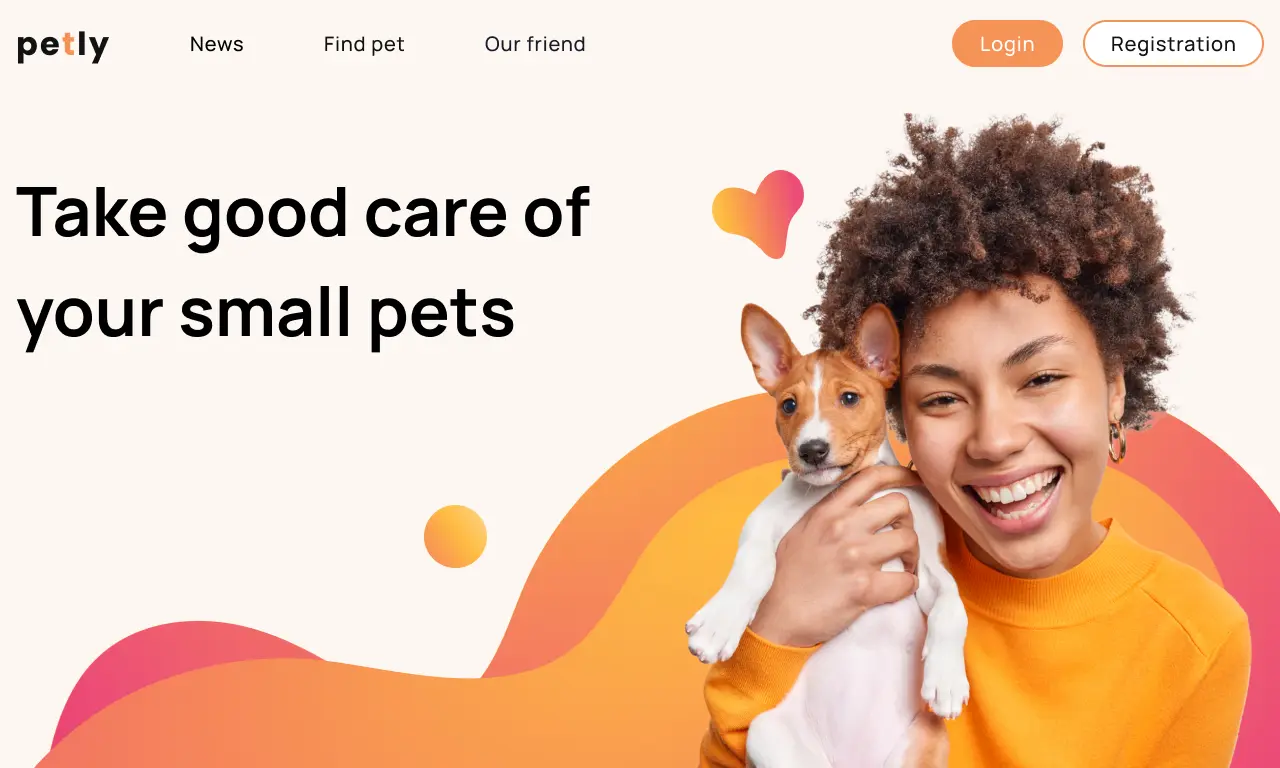 petly
News
Find pet
Our friend
Login
Registration
Take good care of
your small pets